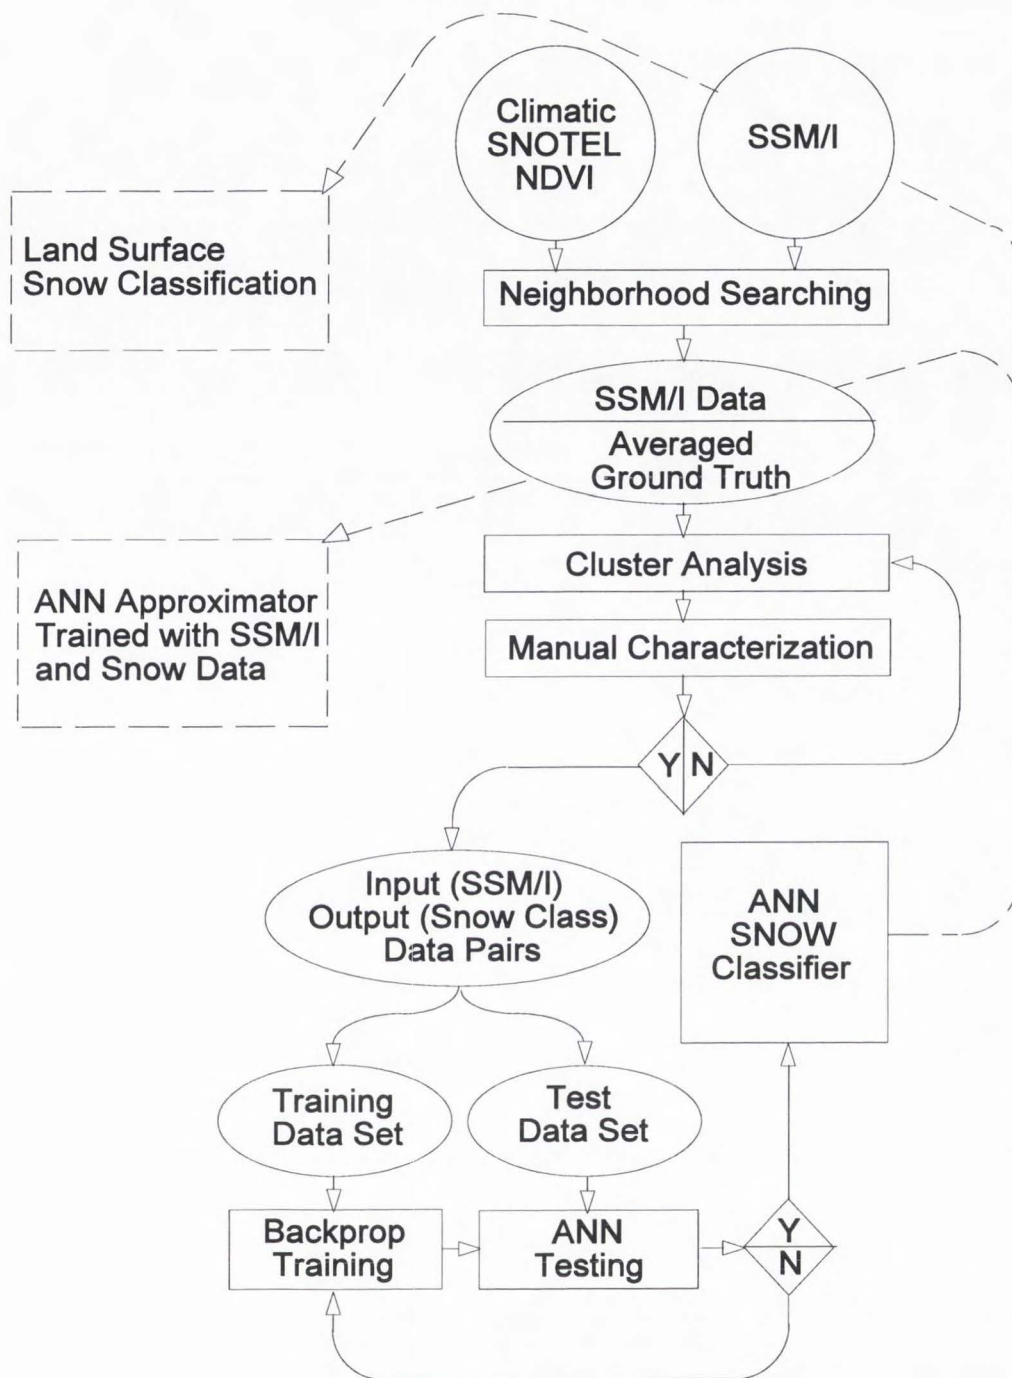 Climatic
SNOTEL
NDVI
SSM/I
Land Surface
Snow Classification
Neighborhood Searching
SSM/I Data
Averaged
Ground Truth
Cluster Analysis
ANN Approximator
Trained with SSM/I
and Snow Data
Manual Characterization
Y N
Input (SSM/I)
Output (Snow Class)
Data Pairs
ANN
SNOW
Classifier
Training
Data Set
Test
Data Set
Backprop
Training
ANN
Testing
Y
N